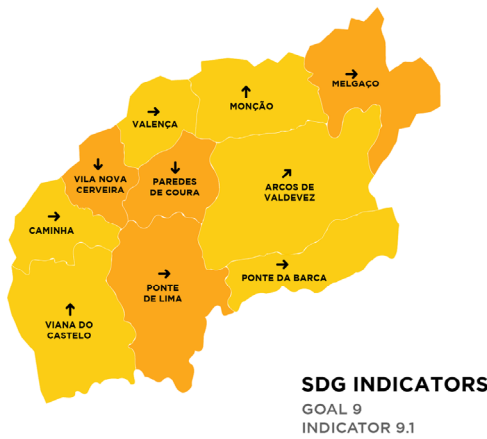 MELGAÇO
MONÇÃO
VALENÇA
VILA NOVA
CERVEIRA
PAREDES
DE COURA
ARCOS DE
VALDEVEZ
CAMINHA
PONTE
DE LIMA
PONTE DA BARCA
VIANA DO
CASTELO
SDG INDICATORS
GOAL 9
INDICATOR 9.1